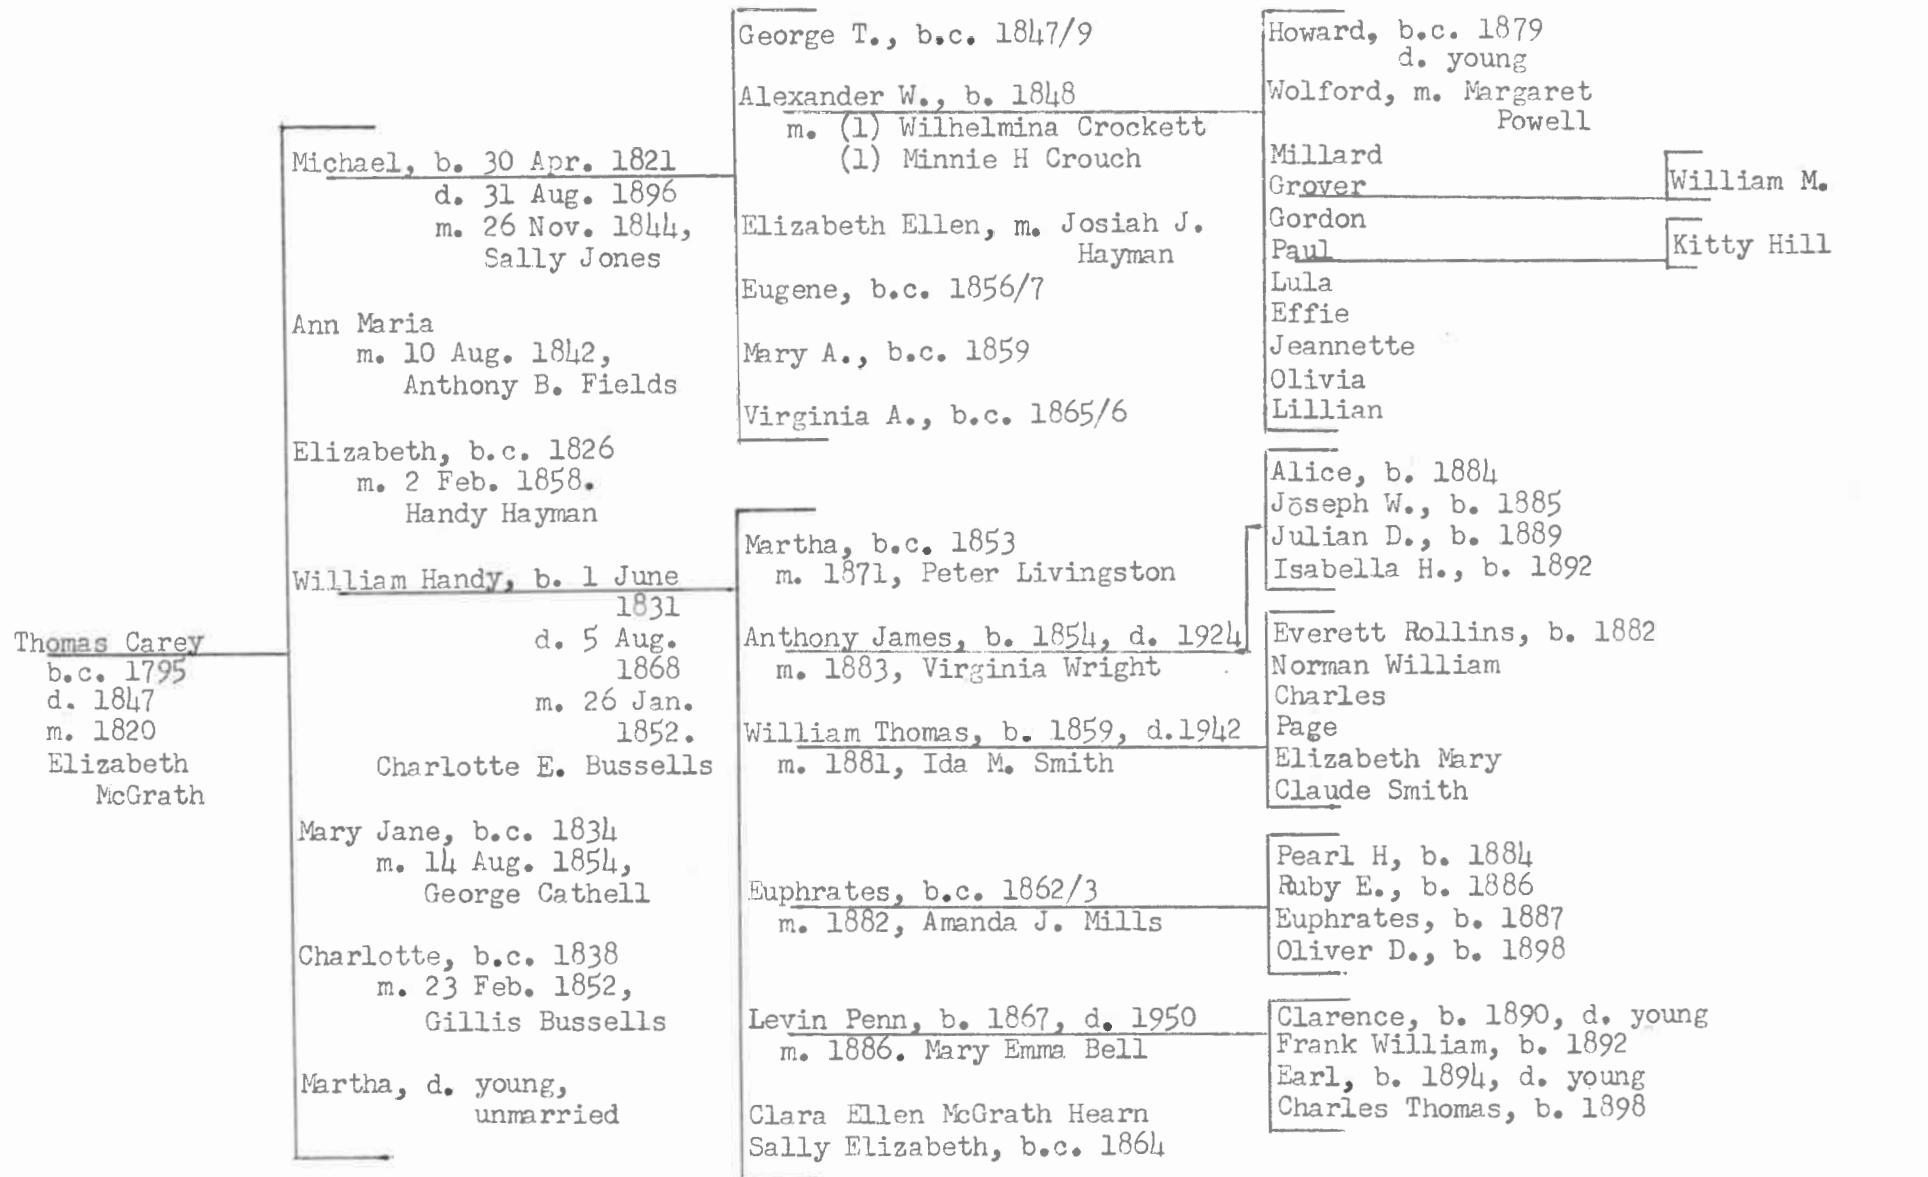 Thomas Carey
b.c. 1795
d. 1847
m. 1820
Elizabeth
McGrath
Michael, b. 30 Apr. 1821
d. 31 Aug. 1896
m. 26 Nov. 1844,
Sally Jones
Ann Maria
m. 10 Aug. 1842,
Anthony B. Fields
Elizabeth, b.c. 1826
m. 2 Feb. 1858.
Handy Hayman
William Handy, b. 1 June
1831
d. 5 Aug.
1868
m. 26 Jan.
1852.
Charlotte E. Bussells
Mary Jane, b.c. 1834
m. 14 Aug. 1854,
George Cathell
Charlotte, b.c. 1838
m. 23 Feb. 1852,
Gillis Bussells
Martha, d. young,
unmarried
George T., b.c. 1847/9
Alexander W., b. 1848
m. (1) Wilhelmina Crockett
(1) Minnie H Crouch
Elizabeth Ellen, m. Josiah J.
Hayman
Eugene, b.c. 1856/7
Mary A., b.c. 1859
Virginia A., b.c. 1865/6
Martha, b.c. 1853
m. 1871, Peter Livingston
Anthony James, b. 1854, d. 1924
m. 1883, Virginia Wright
William Thomas, b. 1859, d.1942
m. 1881, Ida M. Smith
Euphrates, b.c. 1862/3
m. 1882, Amanda J. Mills
Levin Penn, b. 1867, d. 1950
m. 1886. Mary Emma Bell
Clara Ellen McGrath Hearn
Sally Elizabeth, b.c. 1864
Howard, b.c. 1879
d. young
Wolford, m. Margaret
Powell
Millard
Grover
Gordon
Paul
Lula
Effie
Jeannette
Olivia
Lillian
Alice, b. 1884
Joseph W., b. 1885
Julian D., b. 1889
Isabella H., b. 1892
Everett Rollins, b. 1882
Norman William
Charles
Page
Elizabeth Mary
Claude Smith
Pearl H, b. 1884
Ruby E., b. 1886
Euphrates, b. 1887
Oliver D., b. 1898
Clarence, b. 1890, d. young
Frank William, b. 1892
Earl, b. 1894, d. young
Charles Thomas, b. 1898
William M.
Kitty Hill